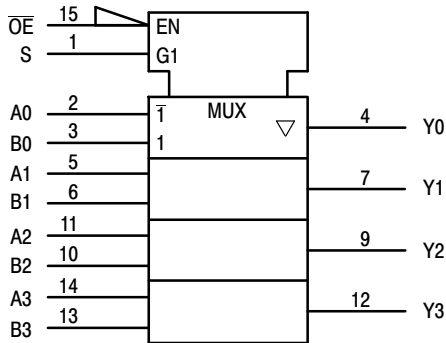 O̅E̅ 15 EN
S 1 G1
MUX
A0 2 1̅
B0 3 1
4 Y0
A1 5
B1 6
7 Y1
A2 11
B2 10
9 Y2
A3 14
B3 13
12 Y3